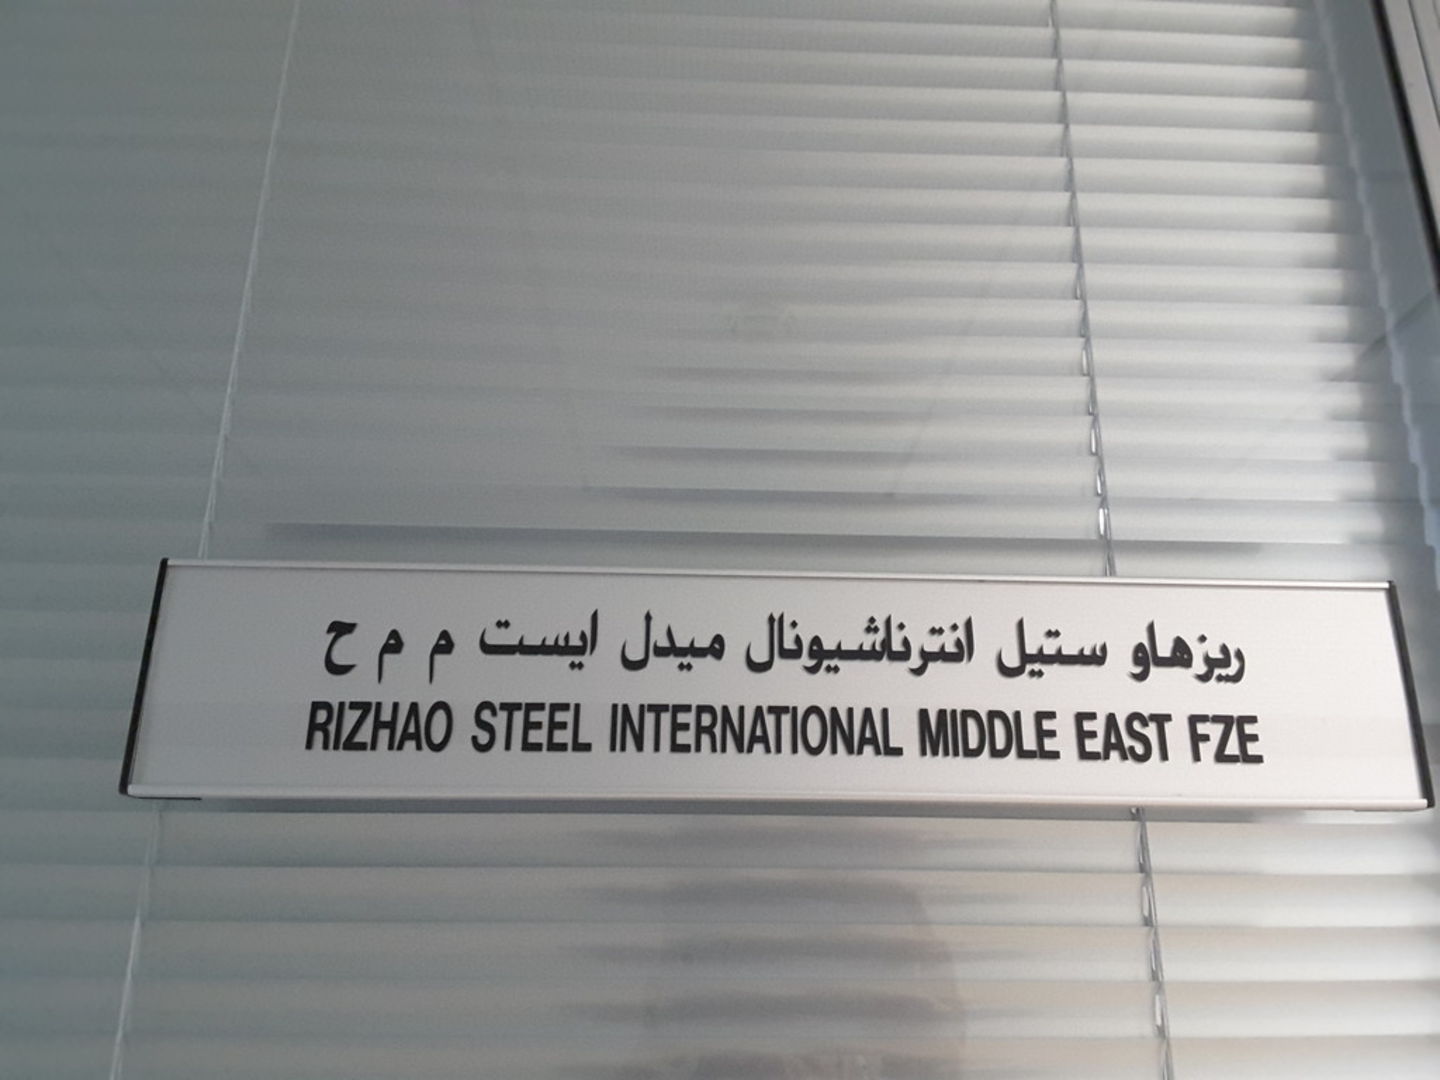 ريزهاو ستيل انترناشيونال ميدل ايست م م ح
RIZHAO STEEL INTERNATIONAL MIDDLE EAST FZE